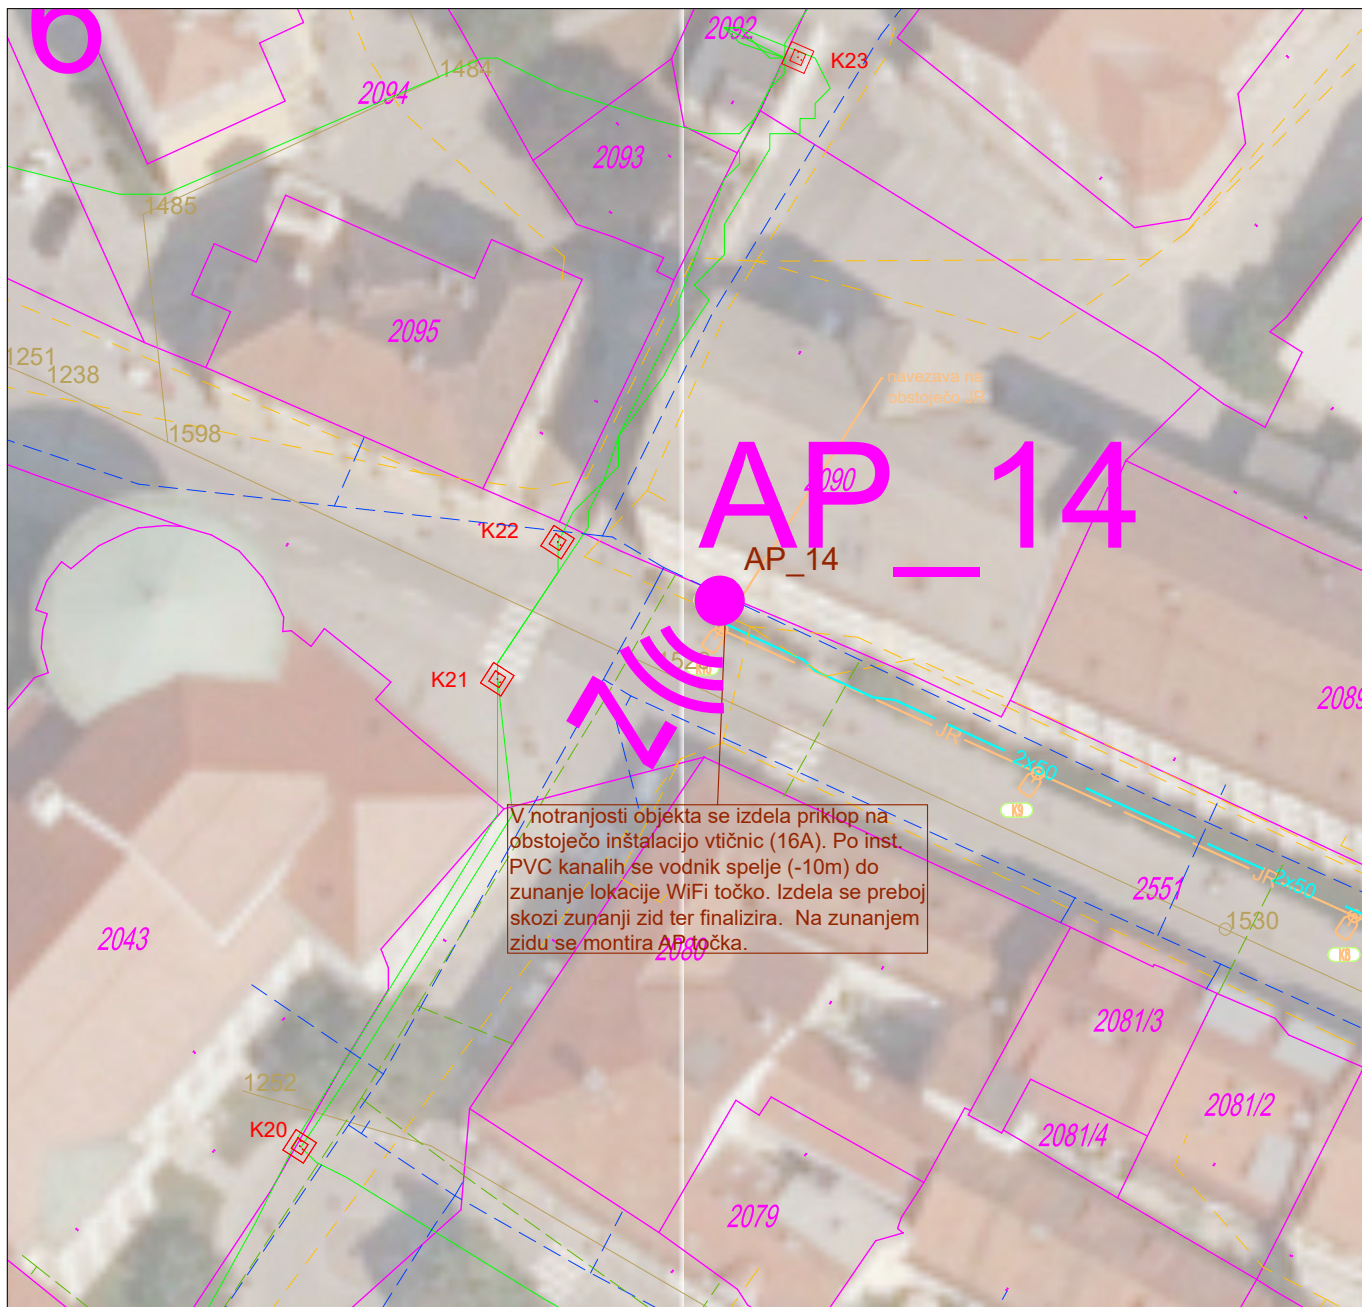 6
2092
K23
1484
2094
2093
1485
2095
1251
1238
navezava na
obstoječo JR
1598
AP_14
2090
K22
AP_14
K21
2089
Z
JR
2x50
K9
V notranjosti objekta se izdela priklop na
obstoječo inštalacijo vtičnic (16A). Po inst.
PVC kanalih se vodnik spelje (-10m) do
zunanje lokacije WiFi točko. Izdela se preboj
skozi zunanji zid ter finalizira. Na zunanjem
zidu se montira AP točka.
JR
2x50
2551
1530
2043
2080
K8
2081/3
1252
2081/2
K20
2081/4
2079